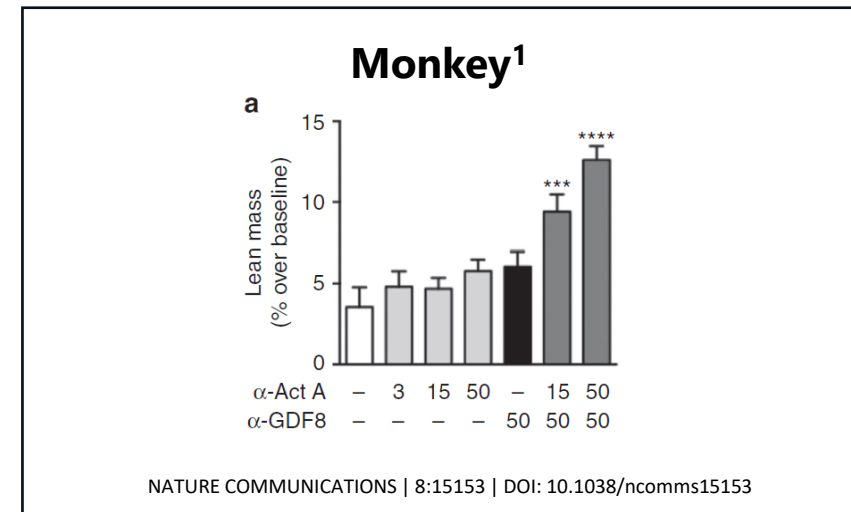 Monkey1
a
Lean mass
(% over baseline)
15
10
5
0
***
****
α-Act A – 3 15 50 – 15 50
α-GDF8 – – – – 50 50 50
NATURE COMMUNICATIONS | 8:15153 | DOI: 10.1038/ncomms15153